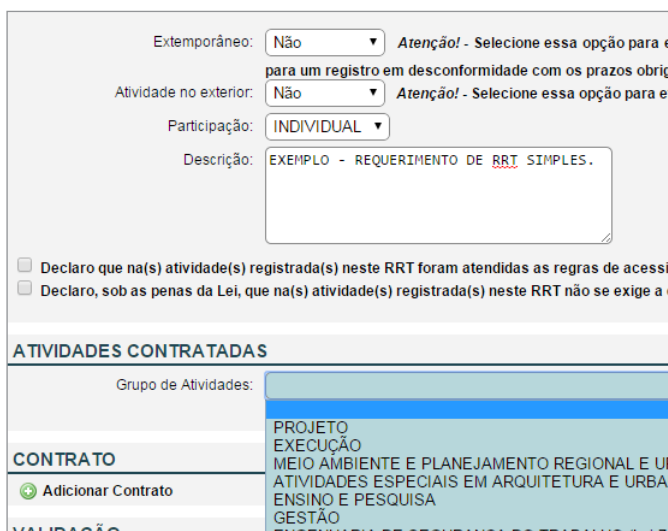 Extemporâneo: Não Atenção! - Selecione essa opção para
para um registro em desconformidade com os prazos
Atividade no exterior: Não Atenção! - Selecione essa opção para
Participação: INDIVIDUAL
Descrição: EXEMPLO - REQUERIMENTO DE RRT SIMPLES.
Declaro que na(s) atividade(s) registrada(s) neste RRT foram atendidas as regras de
Declaro, sob as penas da Lei, que na(s) atividade(s) registrada(s) neste RRT não se exige a
ATIVIDADES CONTRATADAS
Grupo de Atividades:
PROJETO
EXECUÇÃO
CONTRATO
MEIO AMBIENTE E PLANEJAMENTO REGIONAL E
Adicionar Contrato
ATIVIDADES ESPECIAIS EM ARQUITETURA E
ENSINO E PESQUISA
GESTÃO